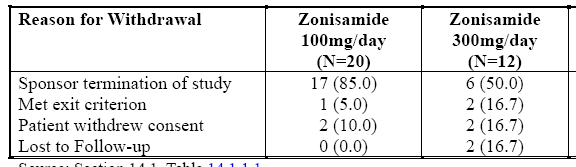 Reason for Withdrawal Zonisamide Zonisamide
100mg/day 300mg/day
(N=20) (N=12)
Sponsor termination of study 17 (85.0) 6 (50.0)
Met exit criterion 1 (5.0) 2 (16.7)
Patient withdrew consent 2 (10.0) 2 (16.7)
Lost to Follow-up 0 (0.0) 2 (16.7)
Source: Section 14.1, Table 14.1.1.1